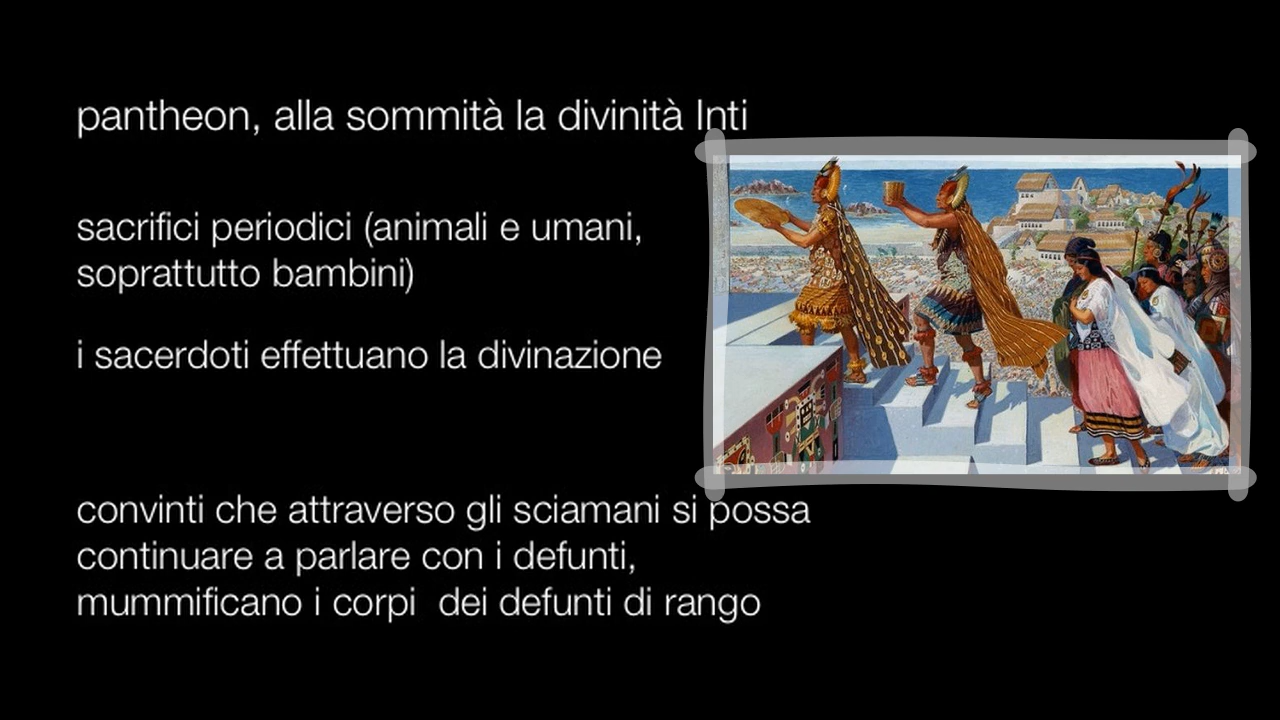 pantheon, alla sommità la divinità Inti
sacrifici periodici (animali e umani,
soprattutto bambini)
i sacerdoti effettuano la divinazione
convinti che attraverso gli sciamani si possa
continuare a parlare con i defunti,
mummificano i corpi  dei defunti di rango